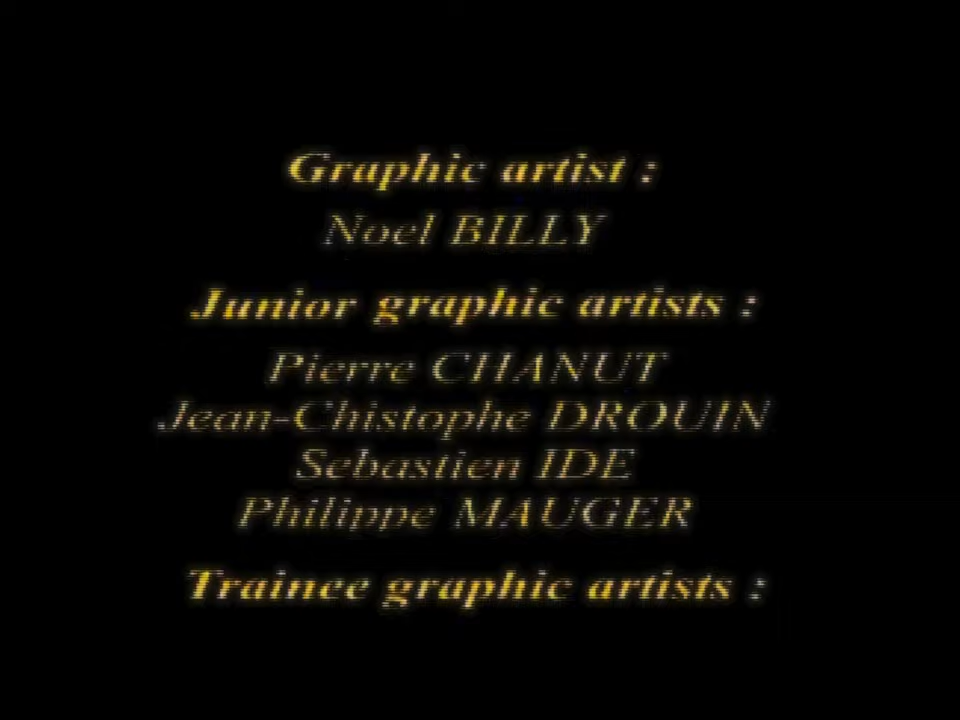 Graphic artist :
Noel BILLY
Junior graphic artists :
Pierre CHANUT
Jean-Chistophe DROUIN
Sebastien IDE
Philippe MAUGER
Trainee graphic artists :